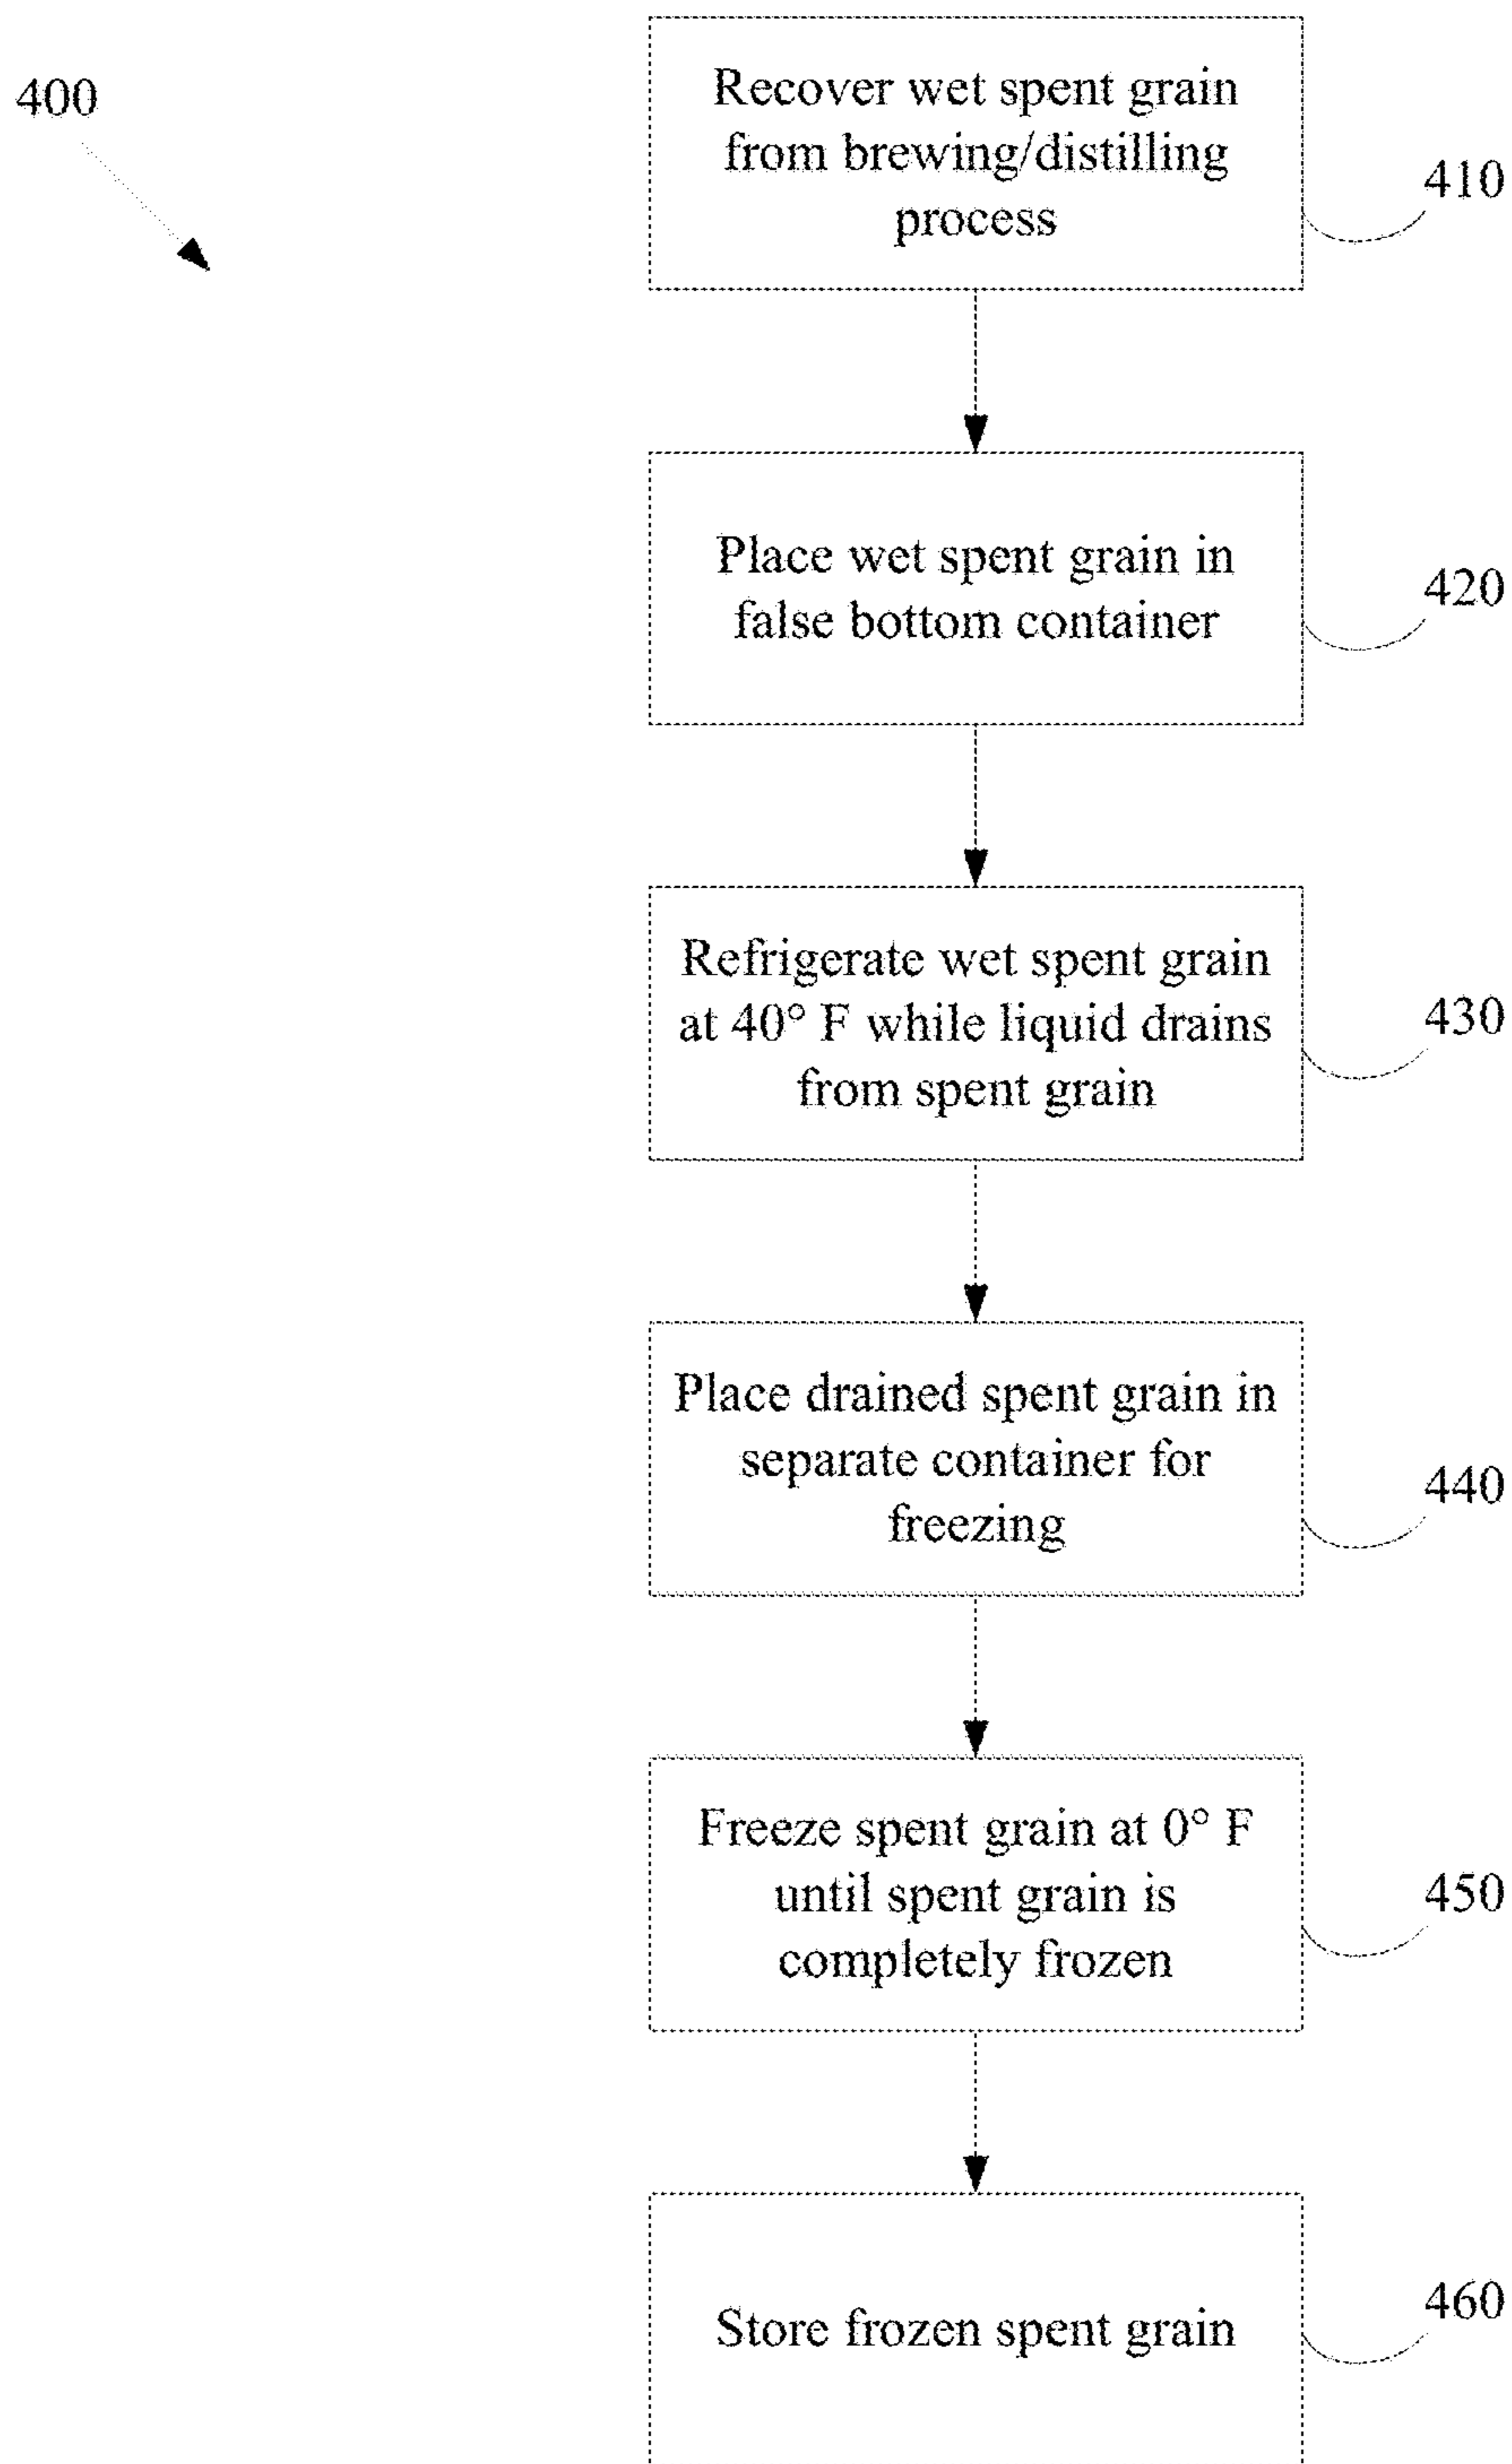 400
Recover wet spent grain
from brewing/distilling
process
410
Place wet spent grain in
false bottom container
420
Refrigerate wet spent grain
at 40° F while liquid drains
from spent grain
430
Place drained spent grain in
separate container for
freezing
440
Freeze spent grain at 0° F
until spent grain is
completely frozen
450
Store frozen spent grain
460